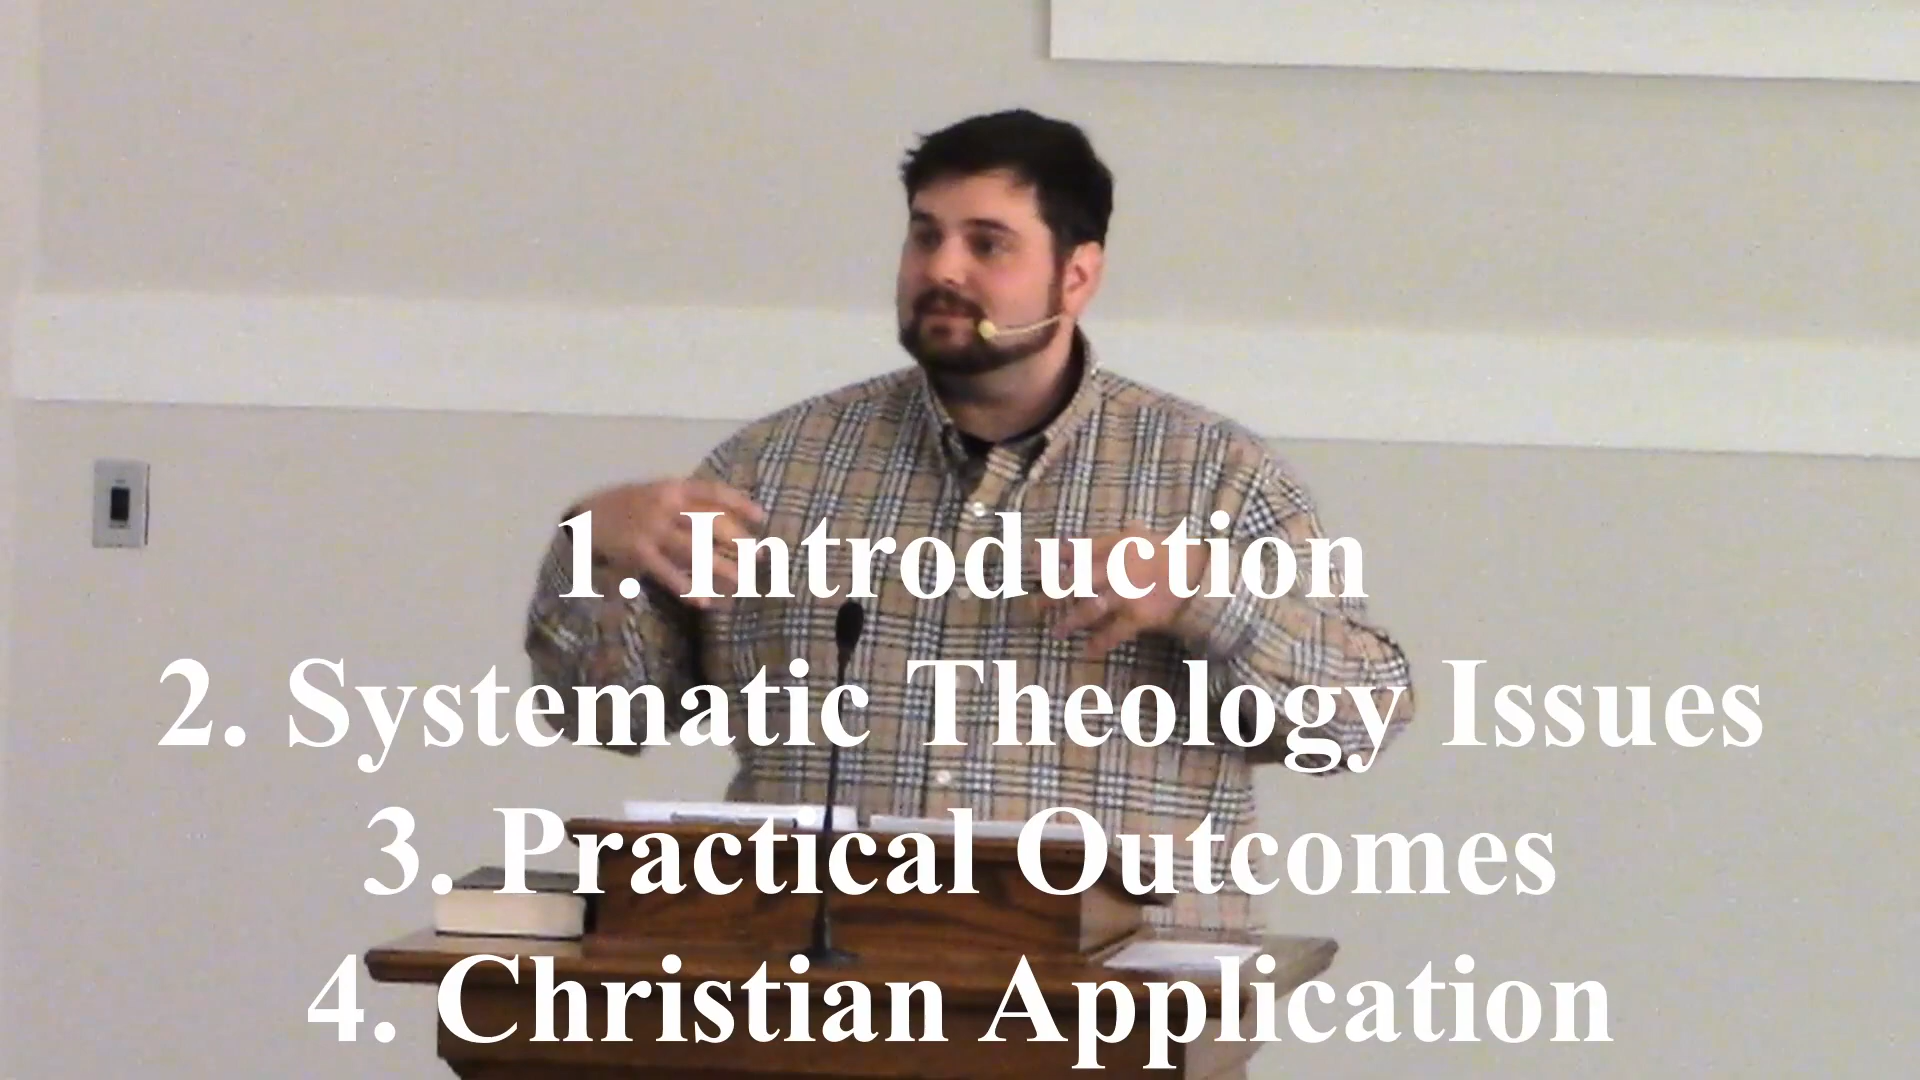 1. Introduction
2. Systematic Theology Issues
3. Practical Outcomes
4. Christian Application